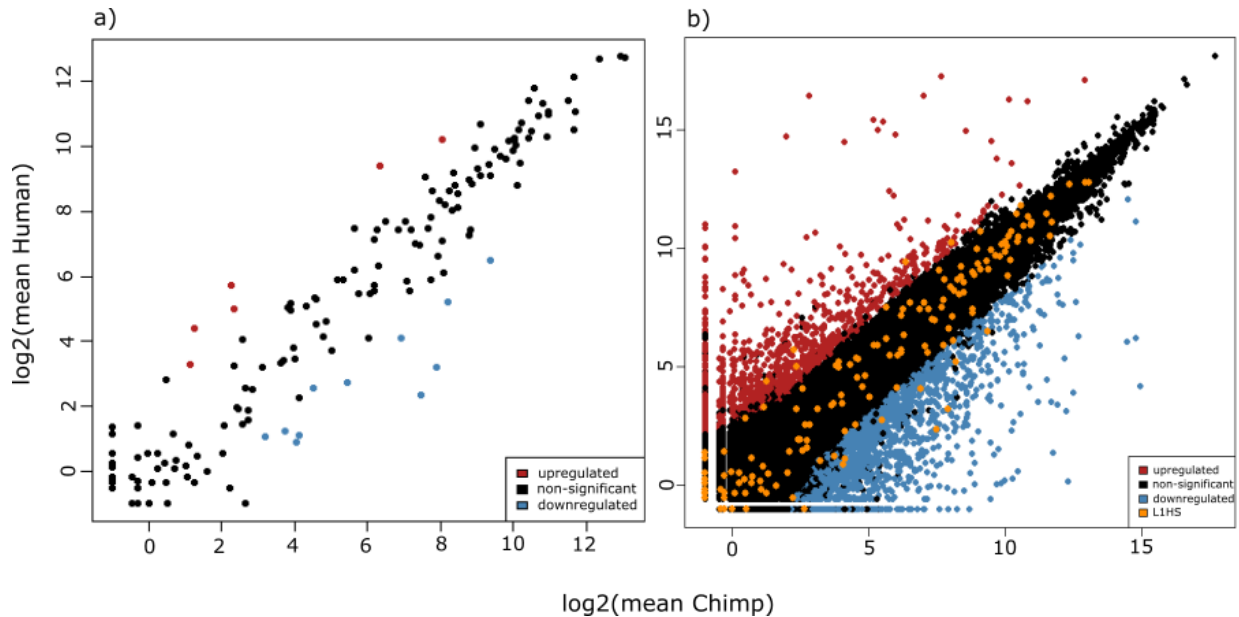 a)
log2(mean Human)
12
10
8
6
4
2
0
0 2 4 6 8 10 12
upregulated
non-significant
downregulated
b)
15
10
5
0
0 5 10 15
upregulated
non-significant
downregulated
L1HS
log2(mean Chimp)